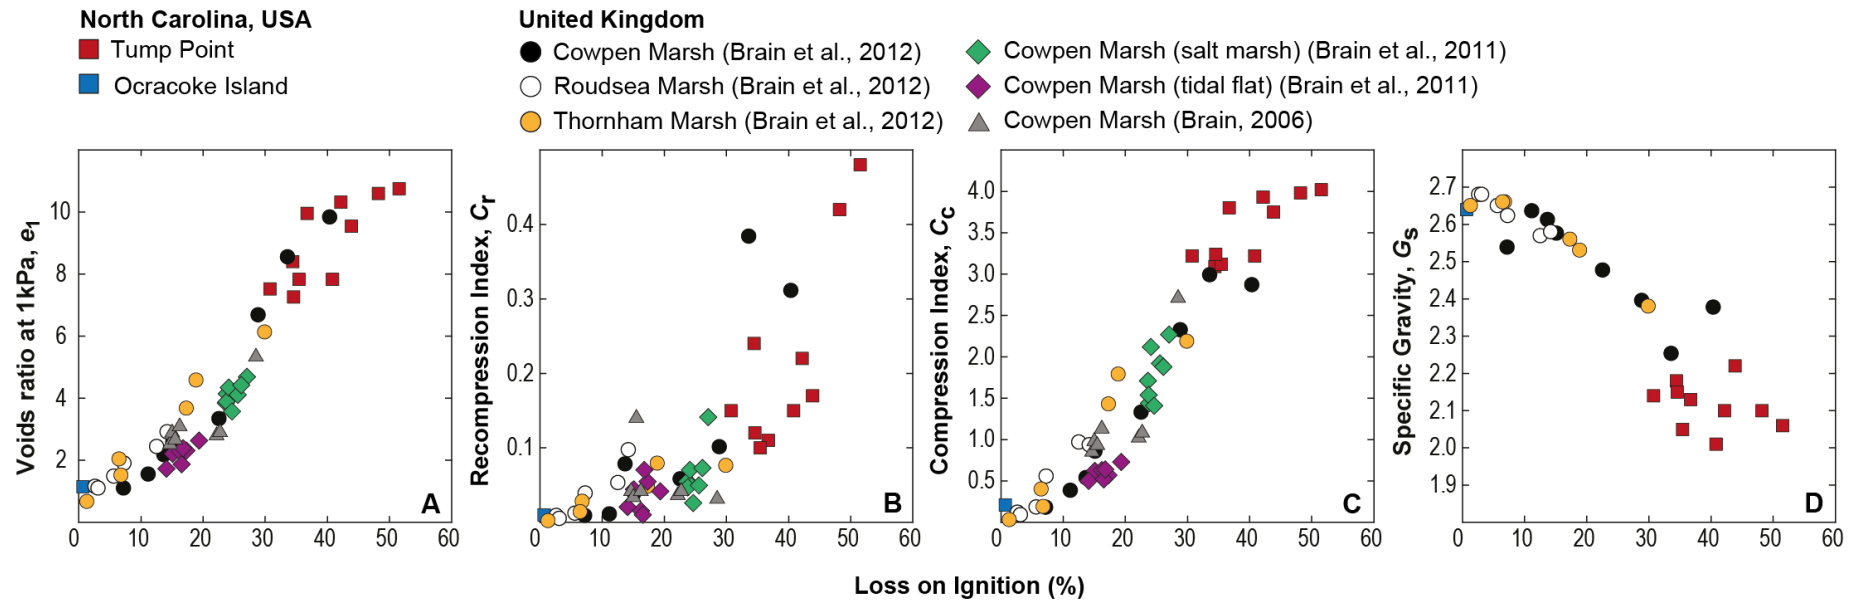 North Carolina, USA
Tump Point
Ocracoke Island
United Kingdom
Cowpen Marsh (Brain et al., 2012)
Roudsea Marsh (Brain et al., 2012)
Thornham Marsh (Brain et al., 2012)
Cowpen Marsh (salt marsh) (Brain et al., 2011)
Cowpen Marsh (tidal flat) (Brain et al., 2011)
Cowpen Marsh (Brain, 2006)
Voids ratio at 1kPa, e1
10
8
6
4
2
0 10 20 30 40 50 60
A
Recompression Index, Cr
0.4
0.3
0.2
0.1
0 10 20 30 40 50 60
B
Compression Index, Cc
4.0
3.5
3.0
2.5
2.0
1.5
1.0
0.5
0 10 20 30 40 50 60
C
Specific Gravity, Gs
2.7
2.6
2.5
2.4
2.3
2.2
2.1
2.0
1.9
0 10 20 30 40 50 60
D
Loss on Ignition (%)